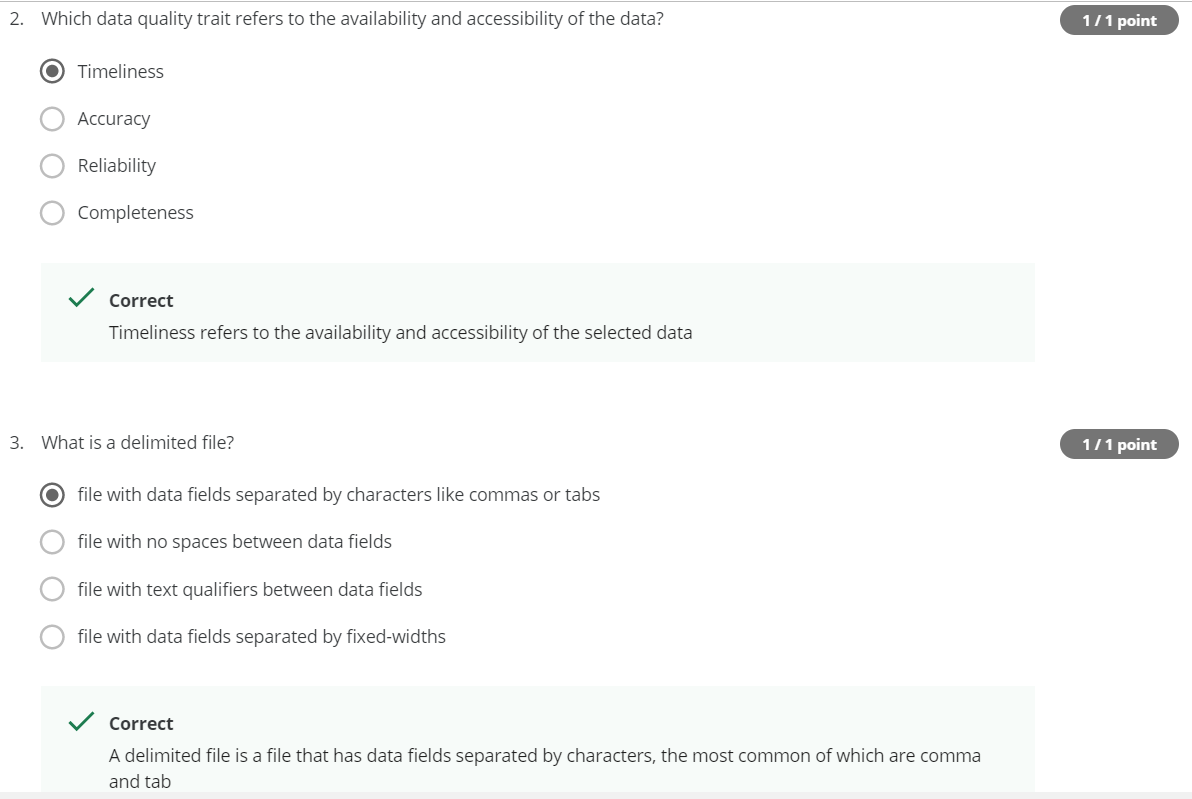 2. Which data quality trait refers to the availability and accessibility of the data?
1 / 1 point
Timeliness
Accuracy
Reliability
Completeness
Correct
Timeliness refers to the availability and accessibility of the selected data
3. What is a delimited file?
1 / 1 point
file with data fields separated by characters like commas or tabs
file with no spaces between data fields
file with text qualifiers between data fields
file with data fields separated by fixed-widths
Correct
A delimited file is a file that has data fields separated by characters, the most common of which are comma
and tab